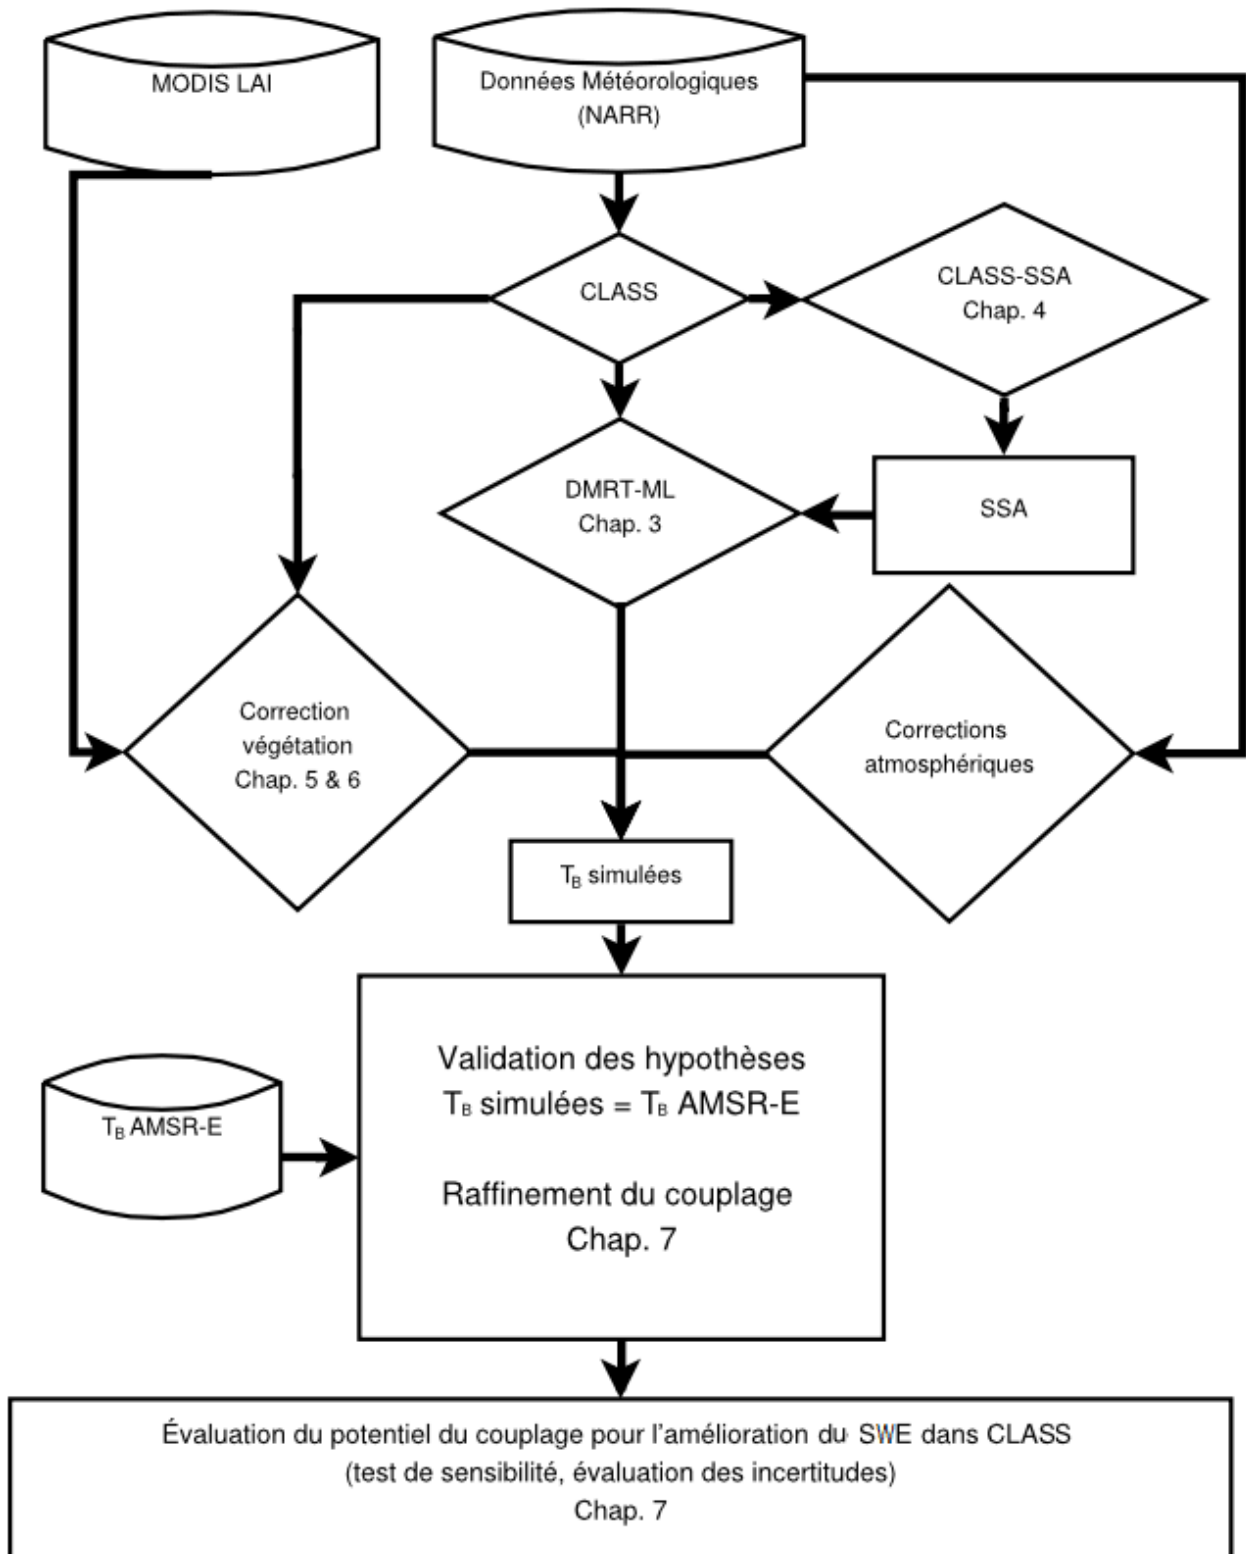 MODIS LAI
Données Météorologiques
(NARR)
CLASS
CLASS-SSA
Chap. 4
DMRT-ML
Chap. 3
SSA
Correction
végétation
Chap. 5 & 6
Corrections
atmosphériques
TB simulées
Validation des hypothèses
TB simulées = TB AMSR-E
TB AMSR-E
Raffinement du couplage
Chap. 7
Évaluation du potentiel du couplage pour l'amélioration du SWE dans CLASS
(test de sensibilité, évaluation des incertitudes)
Chap. 7